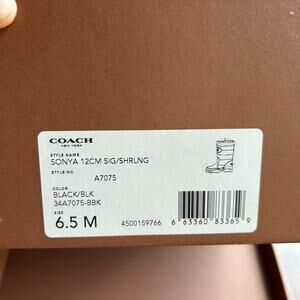 COACH
NEW YORK
STYLE NAME
SONYA 12CM SIG/SHRLNG
STYLE NO.
A7075
COLOR
BLACK/BLK
34A7075-BBK
SIZE
6.5 M
4500159766
6 63360 83365 9